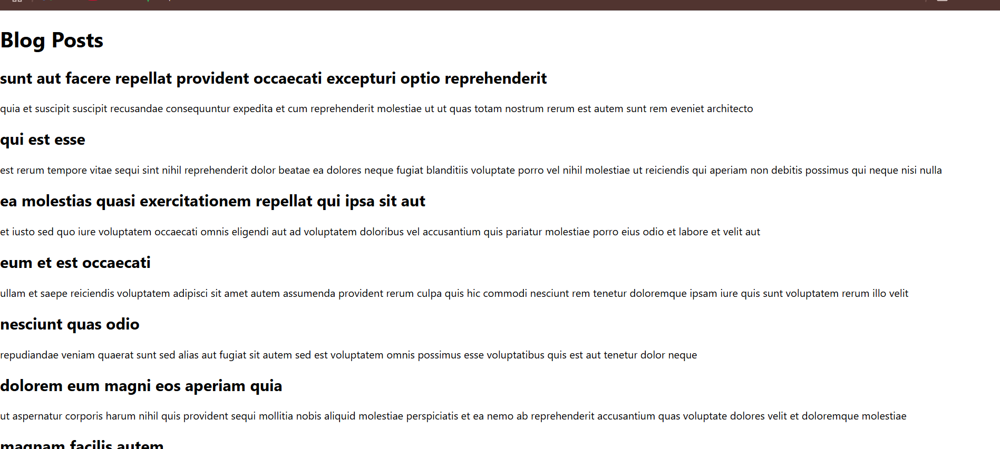 Blog Posts
sunt aut facere repellat provident occaecati excepturi optio reprehenderit
quia et suscipit suscipit recusandae consequuntur expedita et cum reprehenderit molestiae ut ut quas totam nostrum rerum est autem sunt rem eveniet architecto
qui est esse
est rerum tempore vitae sequi sint nihil reprehenderit dolor beatae ea dolores neque fugiat blanditiis voluptate porro vel nihil molestiae ut reiciendis qui aperiam non debitis possimus qui neque nisi nulla
ea molestias quasi exercitationem repellat qui ipsa sit aut
et iusto sed quo iure voluptatem occaecati omnis eligendi aut ad voluptatem doloribus vel accusantium quis pariatur molestiae porro eius odio et labore et velit aut
eum et est occaecati
ullam et saepe reiciendis voluptatem adipisci sit amet autem assumenda provident rerum culpa quis hic commodi nesciunt rem tenetur doloremque ipsam iure quis sunt voluptatem rerum illo velit
nesciunt quas odio
repudiandae veniam quaerat sunt sed alias aut fugiat sit autem sed est voluptatem omnis possimus esse voluptatibus quis est aut tenetur dolor neque
dolorem eum magni eos aperiam quia
ut aspernatur corporis harum nihil quis provident sequi mollitia nobis aliquid molestiae perspiciatis et ea nemo ab reprehenderit accusantium quas voluptate dolores velit et doloremque molestiae
magnam facilis autem